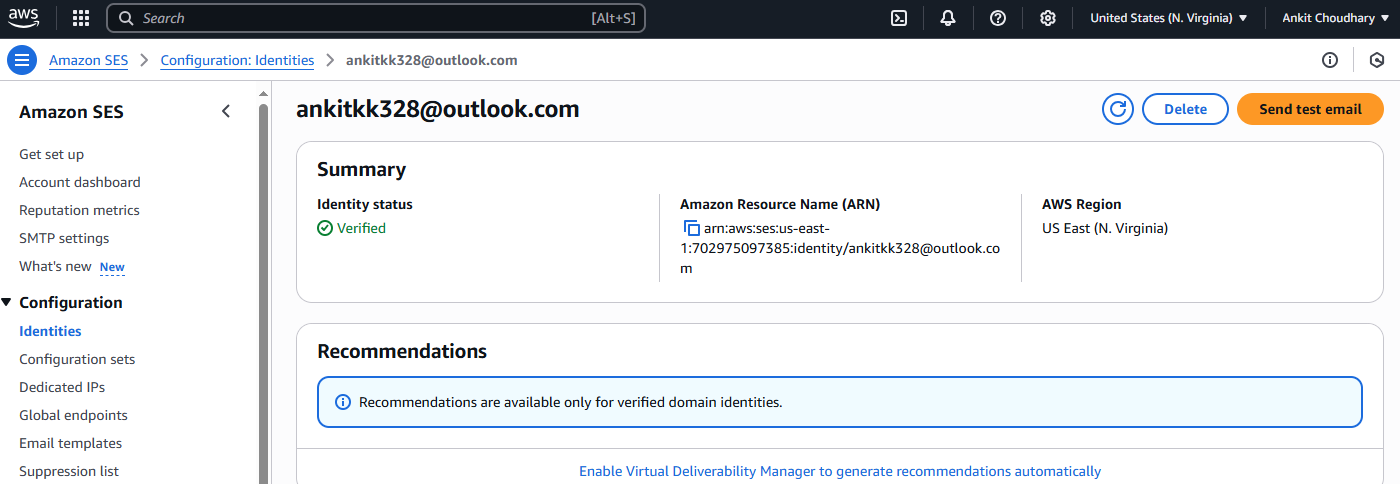 aws
Search [Alt+S]
United States (N. Virginia) Ankit Choudhary
Amazon SES Configuration: Identities ankitkk328@outlook.com
Amazon SES
Get set up
Account dashboard
Reputation metrics
SMTP settings
What's new New
Configuration
Identities
Configuration sets
Dedicated IPs
Global endpoints
Email templates
Suppression list
ankitkk328@outlook.com
Delete
Send test email
Summary
Identity status
Verified
Amazon Resource Name (ARN)
arn:aws:ses:us-east-
1:702975097385:identity/ankitkk328@outlook.co
m
AWS Region
US East (N. Virginia)
Recommendations
Recommendations are available only for verified domain identities.
Enable Virtual Deliverability Manager to generate recommendations automatically